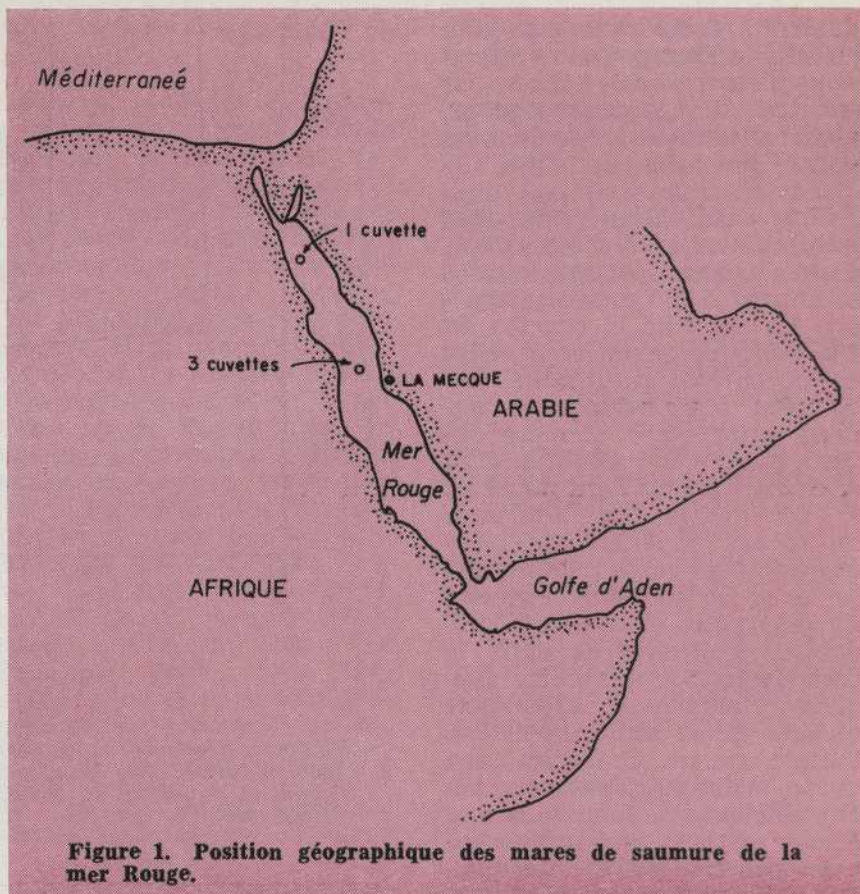 Méditerraneé
1 cuvette
3 cuvettes
LA MECQUE
ARABIE
Mer
Rouge
AFRIQUE
Golfe d'Aden
Figure 1. Position géographique des mares de saumure de la
mer Rouge.